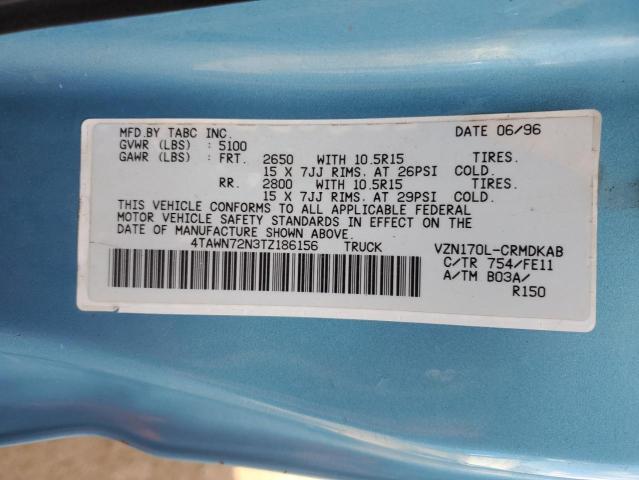 MFD.BY TABC INC. DATE 06/96
GVWR (LBS) : 5100
GAWR (LBS) : FRT. 2650 WITH 10.5R15 TIRES.
15 X 7JJ RIMS. AT 26PSI COLD.
RR. 2800 WITH 10.5R15 TIRES.
15 X 7JJ RIMS. AT 29PSI COLD.
THIS VEHICLE CONFORMS TO ALL APPLICABLE FEDERAL
MOTOR VEHICLE SAFETY STANDARDS IN EFFECT ON THE
DATE OF MANUFACTURE SHOWN ABOVE.
4TAWN72N3TZ186156 TRUCK VZN170L-CRMDKAB
C/TR 754/FE11
A/TM B03A/
R150